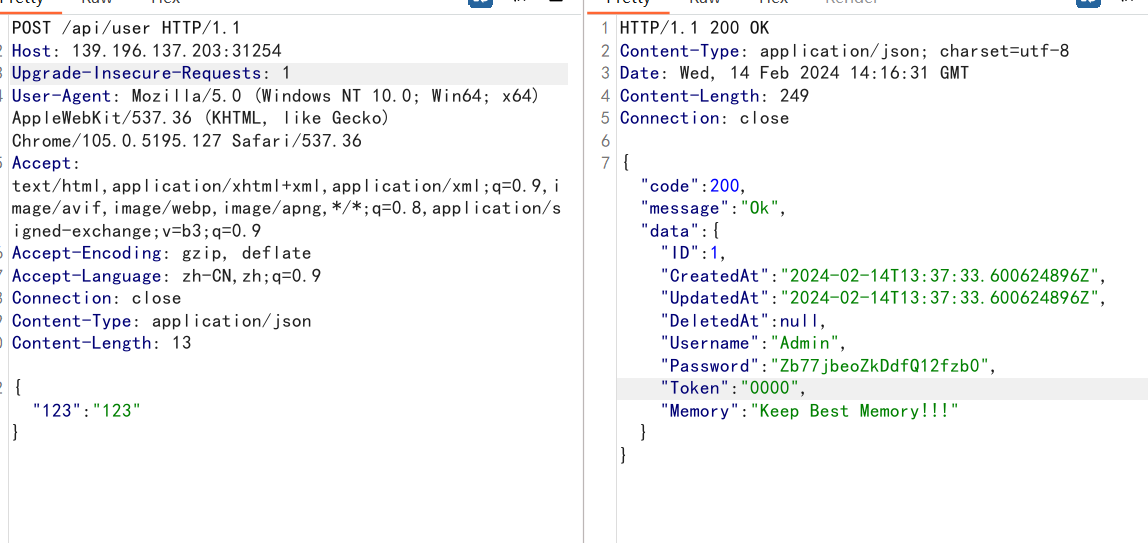 Pretty Raw Hex
POST /api/user HTTP/1.1
Host: 139.196.137.203:31254
Upgrade-Insecure-Requests: 1
User-Agent: Mozilla/5.0 (Windows NT 10.0; Win64; x64)
AppleWebKit/537.36 (KHTML, like Gecko)
Chrome/105.0.5195.127 Safari/537.36
Accept:
text/html,application/xhtml+xml,application/xml;q=0.9,i
mage/avif,image/webp,image/apng,*/*;q=0.8,application/s
igned-exchange;v=b3;q=0.9
Accept-Encoding: gzip, deflate
Accept-Language: zh-CN,zh;q=0.9
Connection: close
Content-Type: application/json
Content-Length: 13
{
"123":"123"
}
Pretty Raw Hex Render
1 HTTP/1.1 200 OK
2 Content-Type: application/json; charset=utf-8
3 Date: Wed, 14 Feb 2024 14:16:31 GMT
4 Content-Length: 249
5 Connection: close
6
7 {
"code":200,
"message":"Ok",
"data":{
"ID":1,
"CreatedAt":"2024-02-14T13:37:33.600624896Z",
"UpdatedAt":"2024-02-14T13:37:33.600624896Z",
"DeletedAt":null,
"Username":"Admin",
"Password":"Zb77jbeoZkDdfQ12fzb0",
"Token":"0000",
"Memory":"Keep Best Memory!!!"
}
}